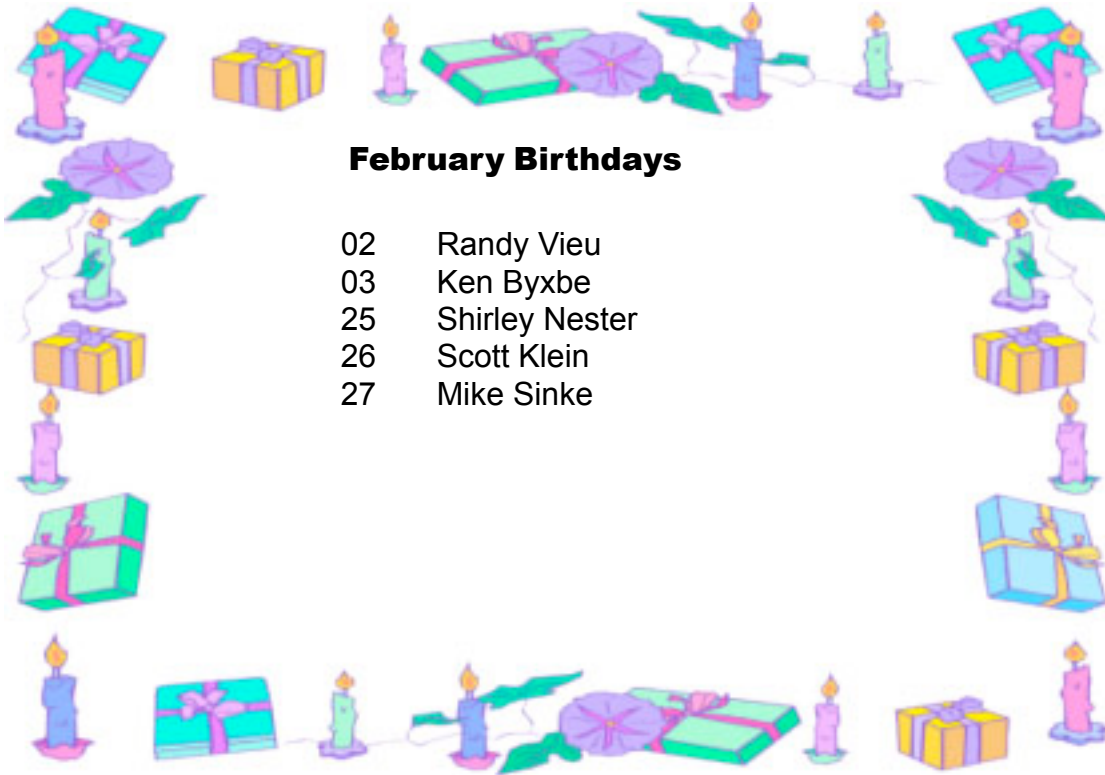 February Birthdays
02 Randy Vieu
03 Ken Byxbe
25 Shirley Nester
26 Scott Klein
27 Mike Sinke